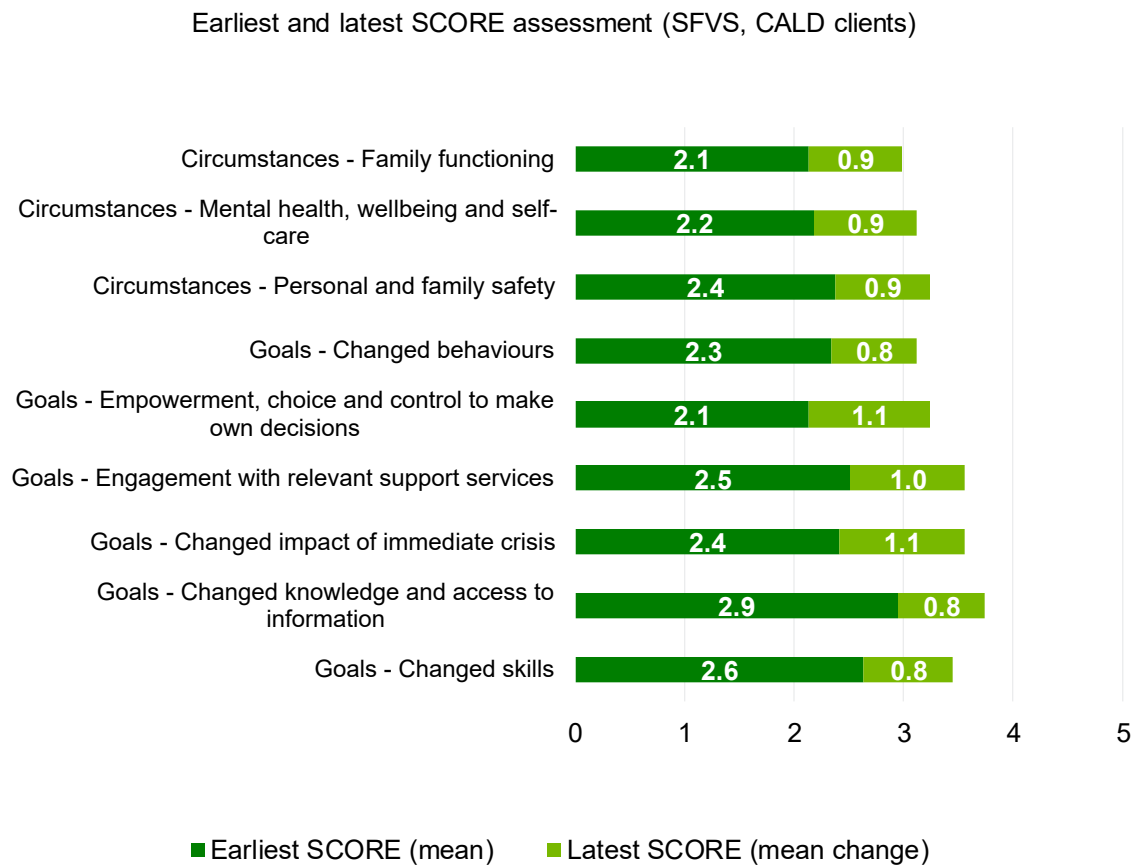 Earliest and latest SCORE assessment (SFVS, CALD clients)
Circumstances - Family functioning
2.1
0.9
Circumstances - Mental health, wellbeing and self-
care
2.2
0.9
Circumstances - Personal and family safety
2.4
0.9
Goals - Changed behaviours
2.3
0.8
Goals - Empowerment, choice and control to make
own decisions
2.1
1.1
Goals - Engagement with relevant support services
2.5
1.0
Goals - Changed impact of immediate crisis
2.4
1.1
Goals - Changed knowledge and access to
information
2.9
0.8
Goals - Changed skills
2.6
0.8
0 1 2 3 4 5
Earliest SCORE (mean)
Latest SCORE (mean change)